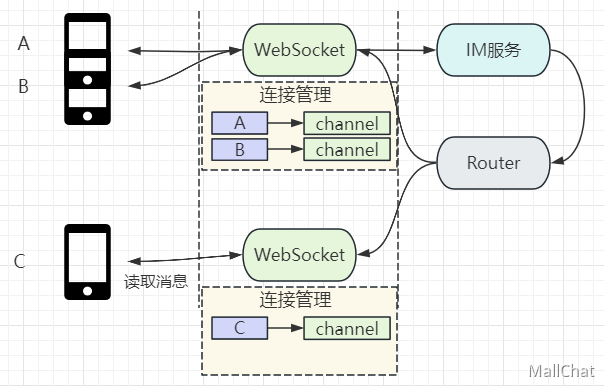 A
B
WebSocket
IM服务
连接管理
A
channel
B
channel
Router
C
WebSocket
读取消息
连接管理
C
channel
MallChat